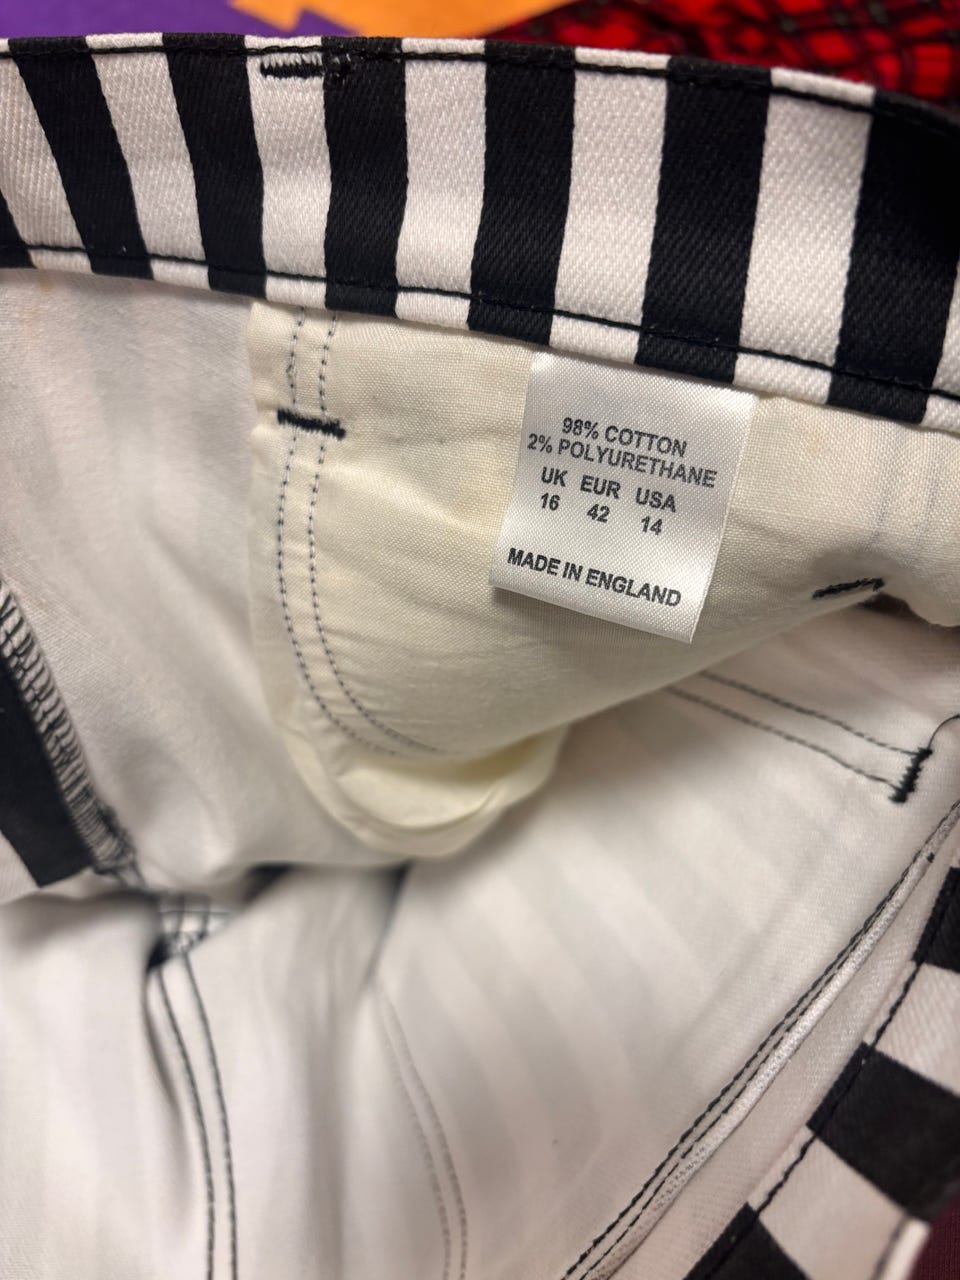 98% COTTON
2% POLYURETHANE
UK EUR USA
16 42 14
MADE IN ENGLAND